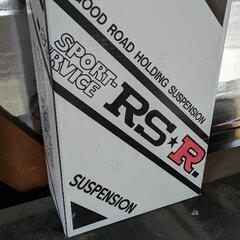 GOOD ROAD HOLDING SUSPENSION
SPORT-
SERVICE
RS★R.
SUSPENSION